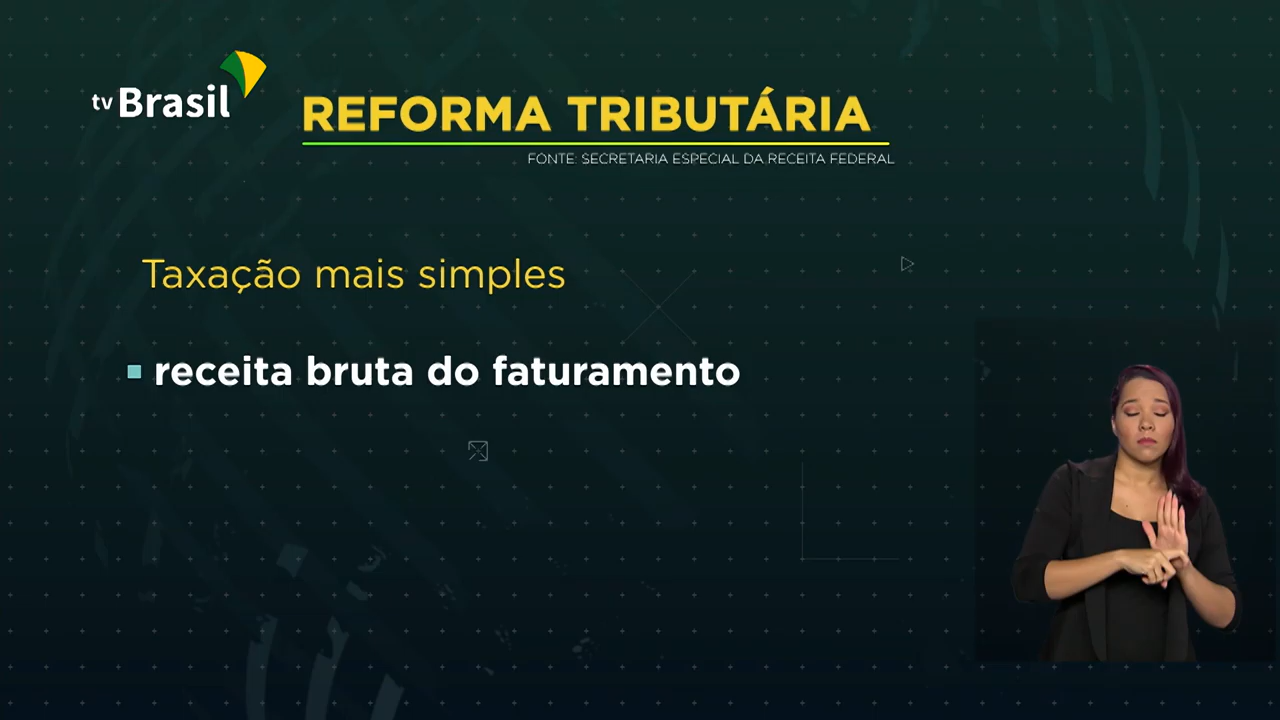 tv Brasil
REFORMA TRIBUTÁRIA
FONTE: SECRETARIA ESPECIAL DA RECEITA FEDERAL
Taxação mais simples
receita bruta do faturamento